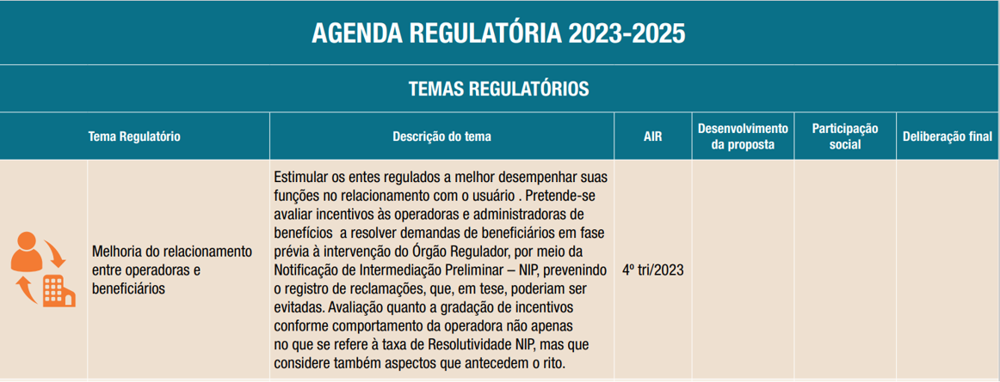 AGENDA REGULATÓRIA 2023-2025
TEMAS REGULATÓRIOS
Tema Regulatório
Descrição do tema
AIR
Desenvolvimento
da proposta
Participação
social
Deliberação final
Melhoria do relacionamento
entre operadoras e
beneficiários
Estimular os entes regulados a melhor desempenhar suas
funções no relacionamento com o usuário . Pretende-se
avaliar incentivos às operadoras e administradoras de
benefícios  a resolver demandas de beneficiários em fase
prévia à intervenção do Órgão Regulador, por meio da
Notificação de Intermediação Preliminar – NIP, prevenindo
o registro de reclamações, que, em tese, poderiam ser
evitadas. Avaliação quanto a gradação de incentivos
conforme comportamento da operadora não apenas
no que se refere à taxa de Resolutividade NIP, mas que
considere também aspectos que antecedem o rito.
4º tri/2023